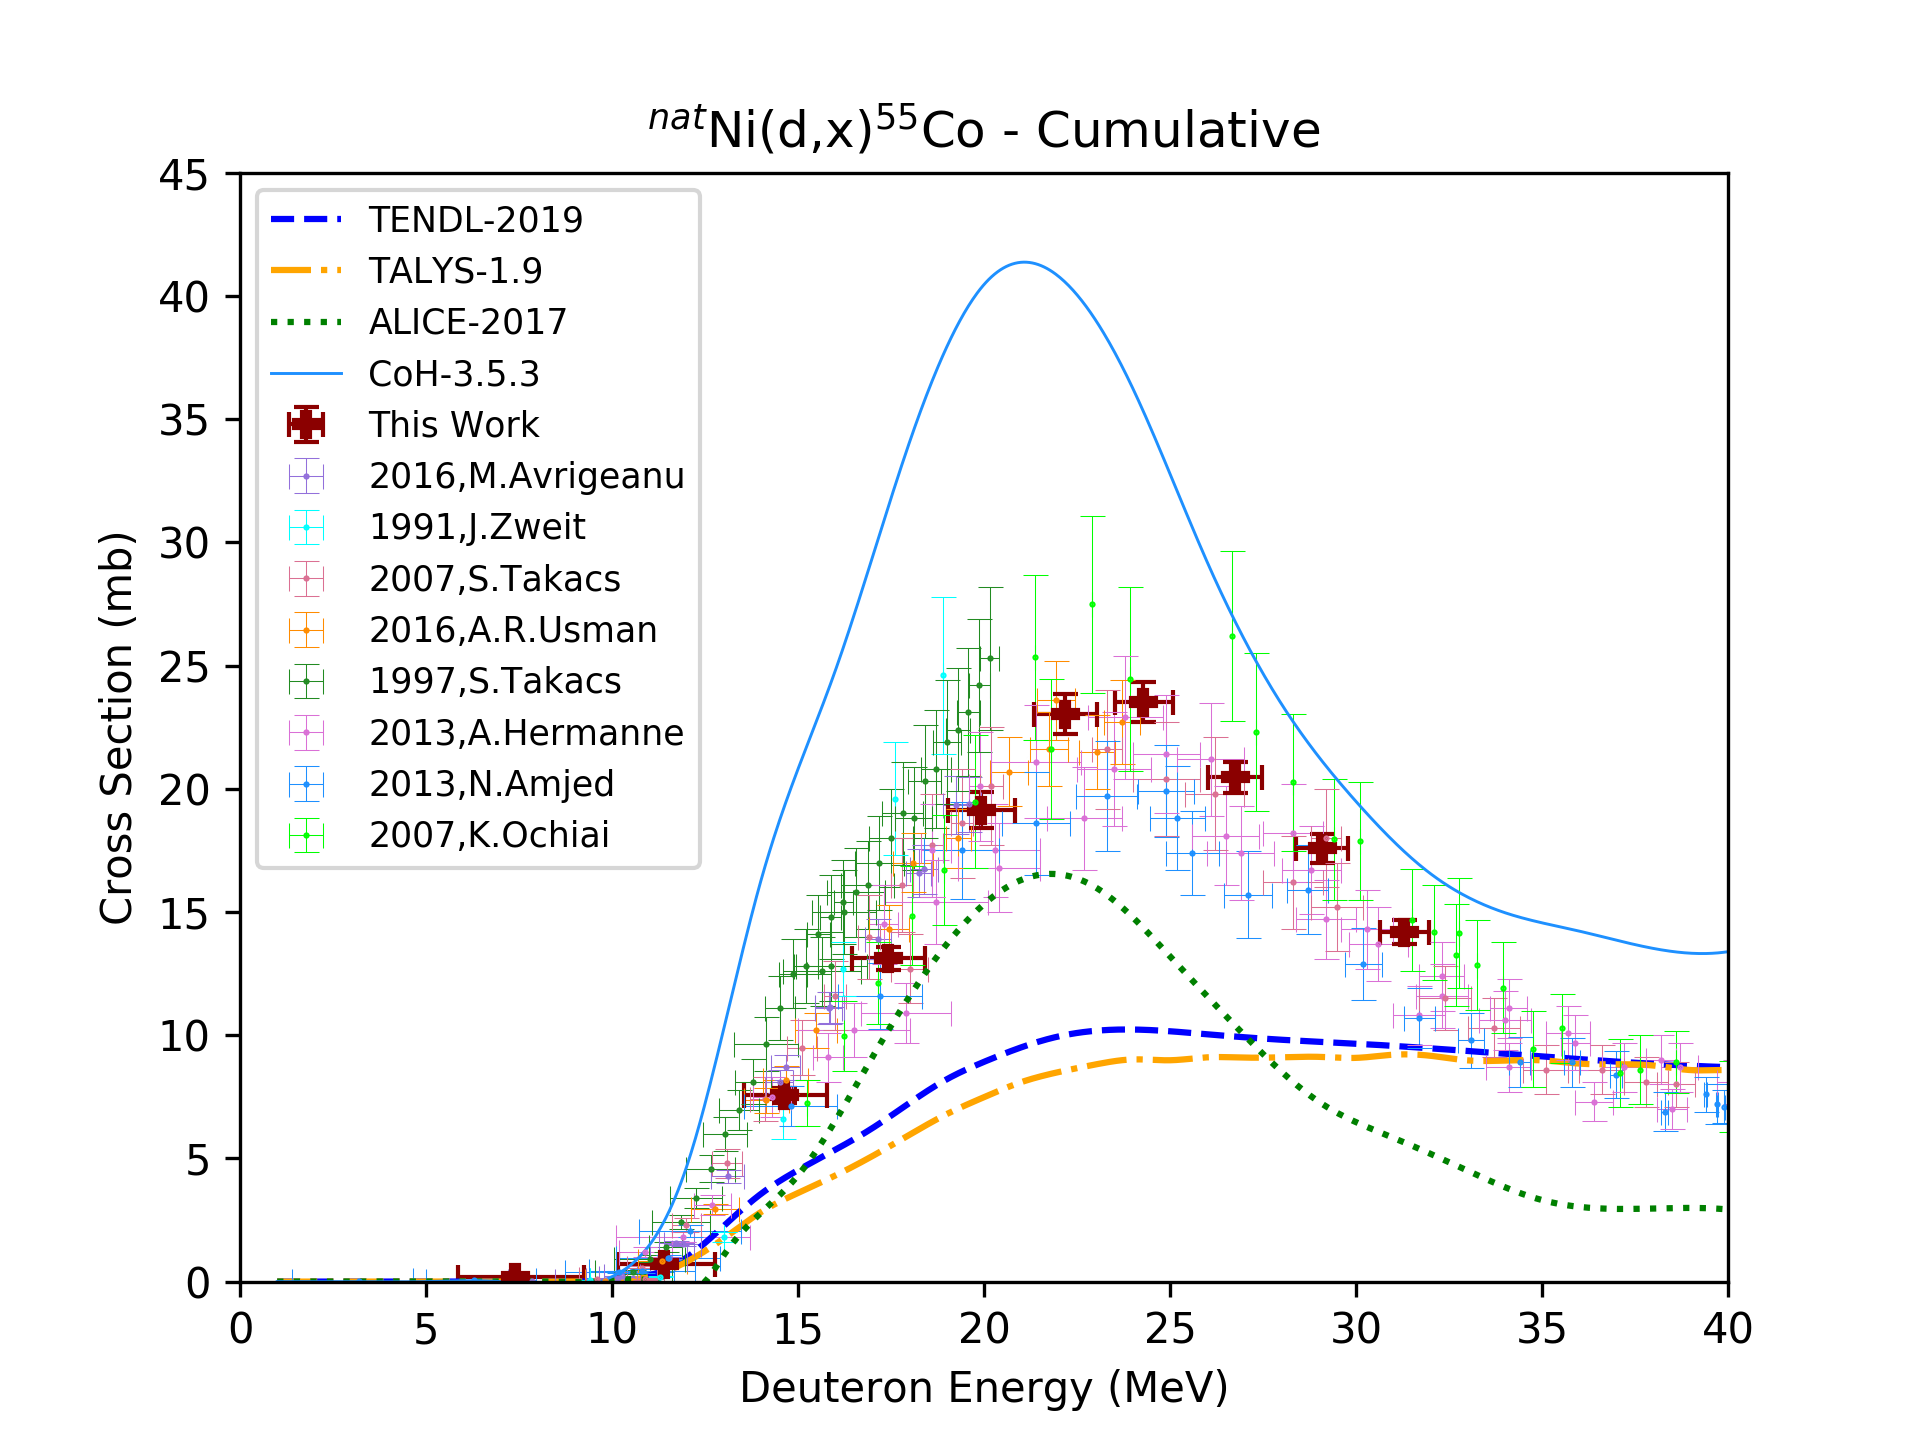 natNi(d,x)55Co - Cumulative
45
40
35
30
25
20
15
10
5
0
Cross Section (mb)
TENDL-2019
TALYS-1.9
ALICE-2017
CoH-3.5.3
This Work
2016,M.Avrigeanu
1991,J.Zweit
2007,S.Takacs
2016,A.R.Usman
1997,S.Takacs
2013,A.Hermanne
2013,N.Amjed
2007,K.Ochiai
0 5 10 15 20 25 30 35 40
Deuteron Energy (MeV)